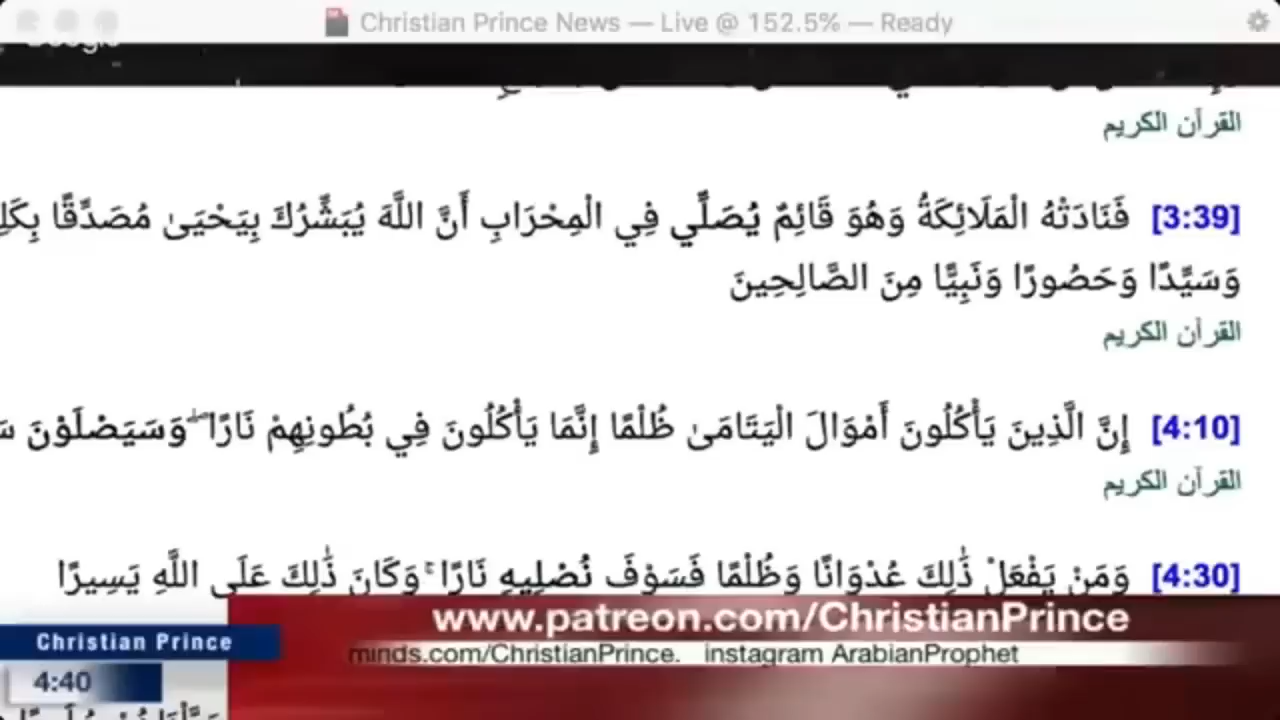 Christian Prince News — Live @ 152.5% — Ready
Google
القرآن الكريم
[3:39] فَنَادَتْهُ الْمَلَائِكَةُ وَهُوَ قَائِمٌ يُصَلِّي فِي الْمِحْرَابِ أَنَّ اللَّهَ يُبَشِّرُكَ بِيَحْيَىٰ مُصَدِّقًا
وَسَيِّدًا وَحَصُورًا وَنَبِيًّا مِنَ الصَّالِحِينَ
القرآن الكريم
[4:10] إِنَّ الَّذِينَ يَأْكُلُونَ أَمْوَالَ الْيَتَامَىٰ ظُلْمًا إِنَّمَا يَأْكُلُونَ فِي بُطُونِهِمْ نَارًا ۖ وَسَيَصْلَوْنَ
القرآن الكريم
[4:30] وَمَنْ يَفْعَلْ ذَٰلِكَ عُدْوَانًا وَظُلْمًا فَسَوْفَ نُصْلِيهِ نَارًا ۚ وَكَانَ ذَٰلِكَ عَلَى اللَّهِ يَسِيرًا
www.patreon.com/ChristianPrince
Christian Prince
minds.com/ChristianPrince. instagram ArabianProphet
4:40